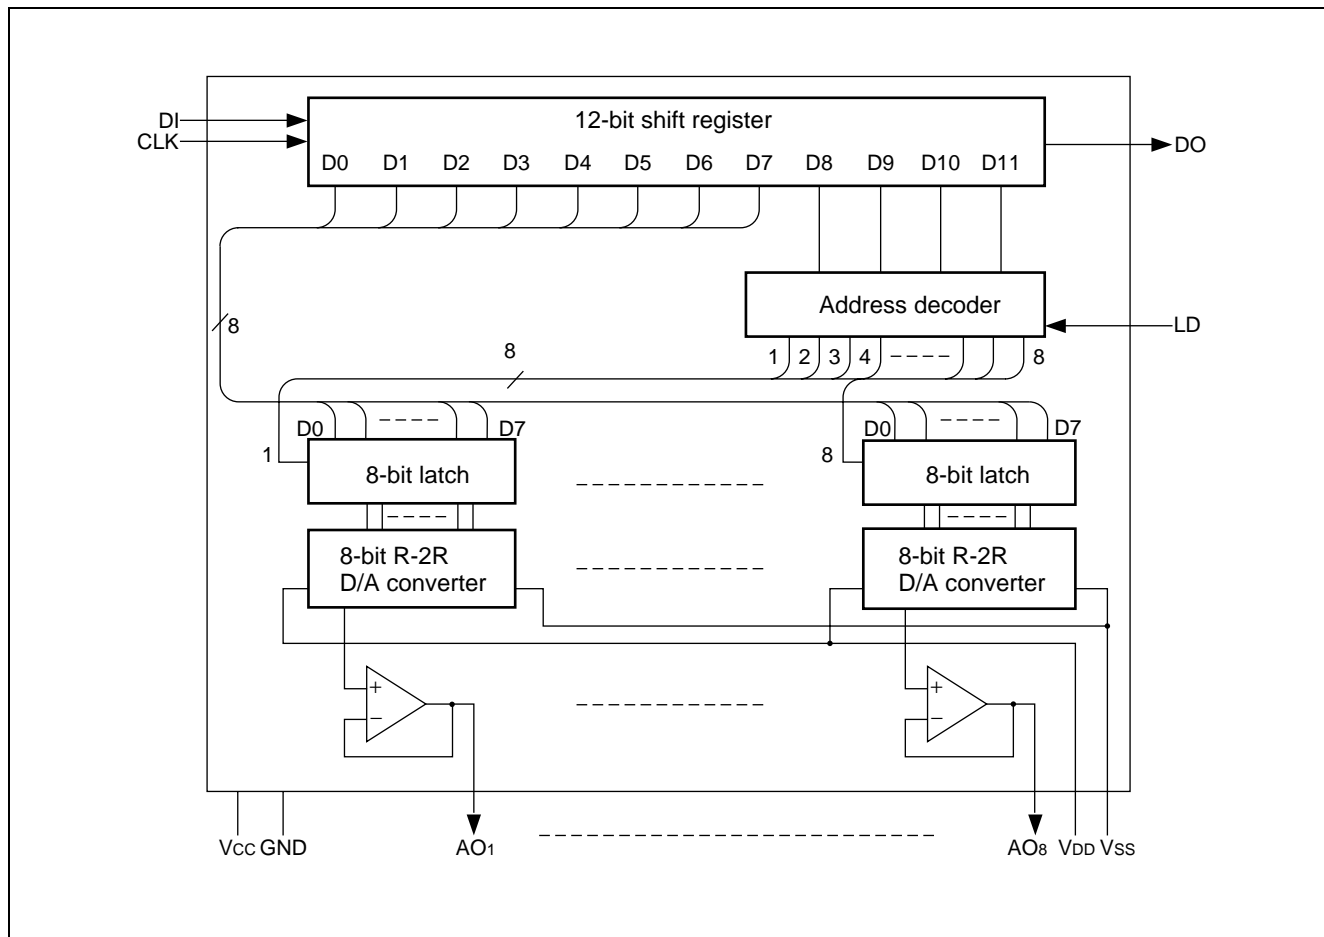 12-bit shift register
DI
CLK
DO
D0 D1 D2 D3 D4 D5 D6 D7 D8 D9 D10 D11
Address decoder
LD
8
1 2 3 4 8
8
D0 D7
D0 D7
1
8-bit latch
8
8-bit latch
8-bit R-2R
D/A converter
8-bit R-2R
D/A converter
+
−
+
−
VCC GND AO1 AO8 VDD VSS